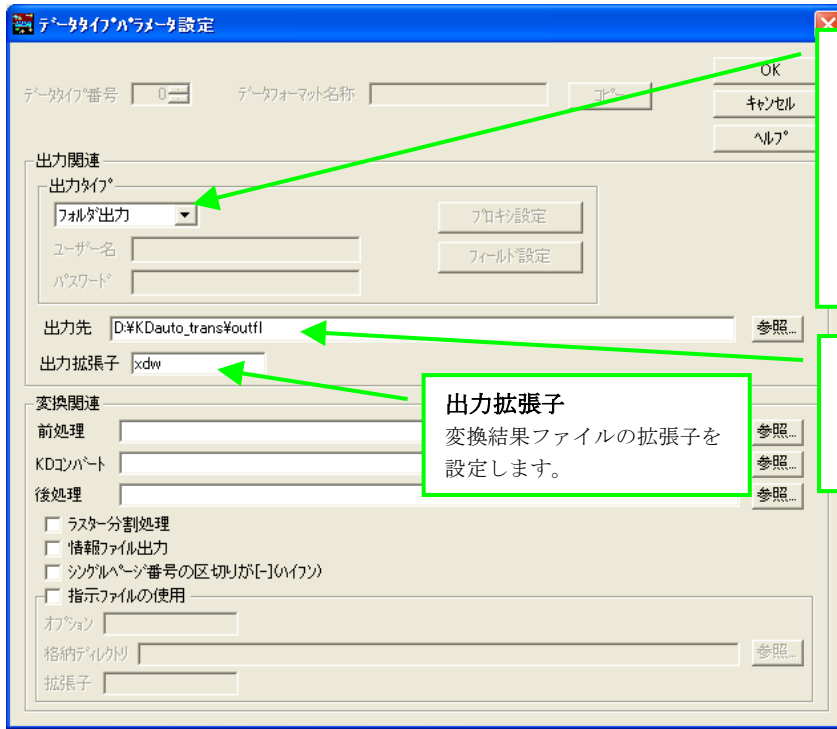 データタイプパラメータ設定
データタイプ番号 0 データフォーマット名称 コピー
OK
キャンセル
ヘルプ
出力関連
出力タイプ
フォルダ出力
プロキシ設定
ユーザー名
フィールド設定
パスワード
出力先 D:¥KDauto_trans¥outfl 参照...
出力拡張子 xdw
出力拡張子
変換結果ファイルの拡張子を
設定します。
変換関連
前処理 参照...
KDコンバート 参照...
後処理 参照...
ラスター分割処理
情報ファイル出力
シングルページ番号の区切りが[-](ハイフン)
指示ファイルの使用
オプション
格納ディレクトリ 参照...
拡張子